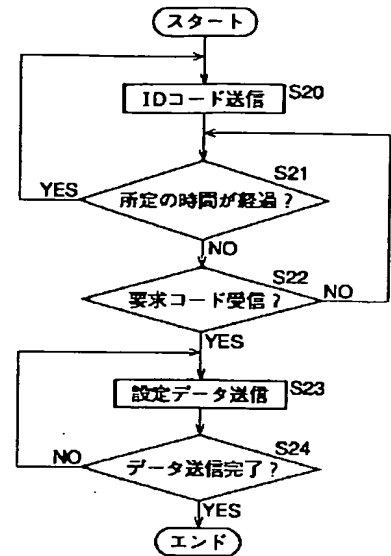 スタート
IDコード送信 S20
S21
YES 所定の時間が経過?
NO
S22
要求コード受信? NO
YES
設定データ送信 S23
S24
NO データ送信完了?
YES
エンド